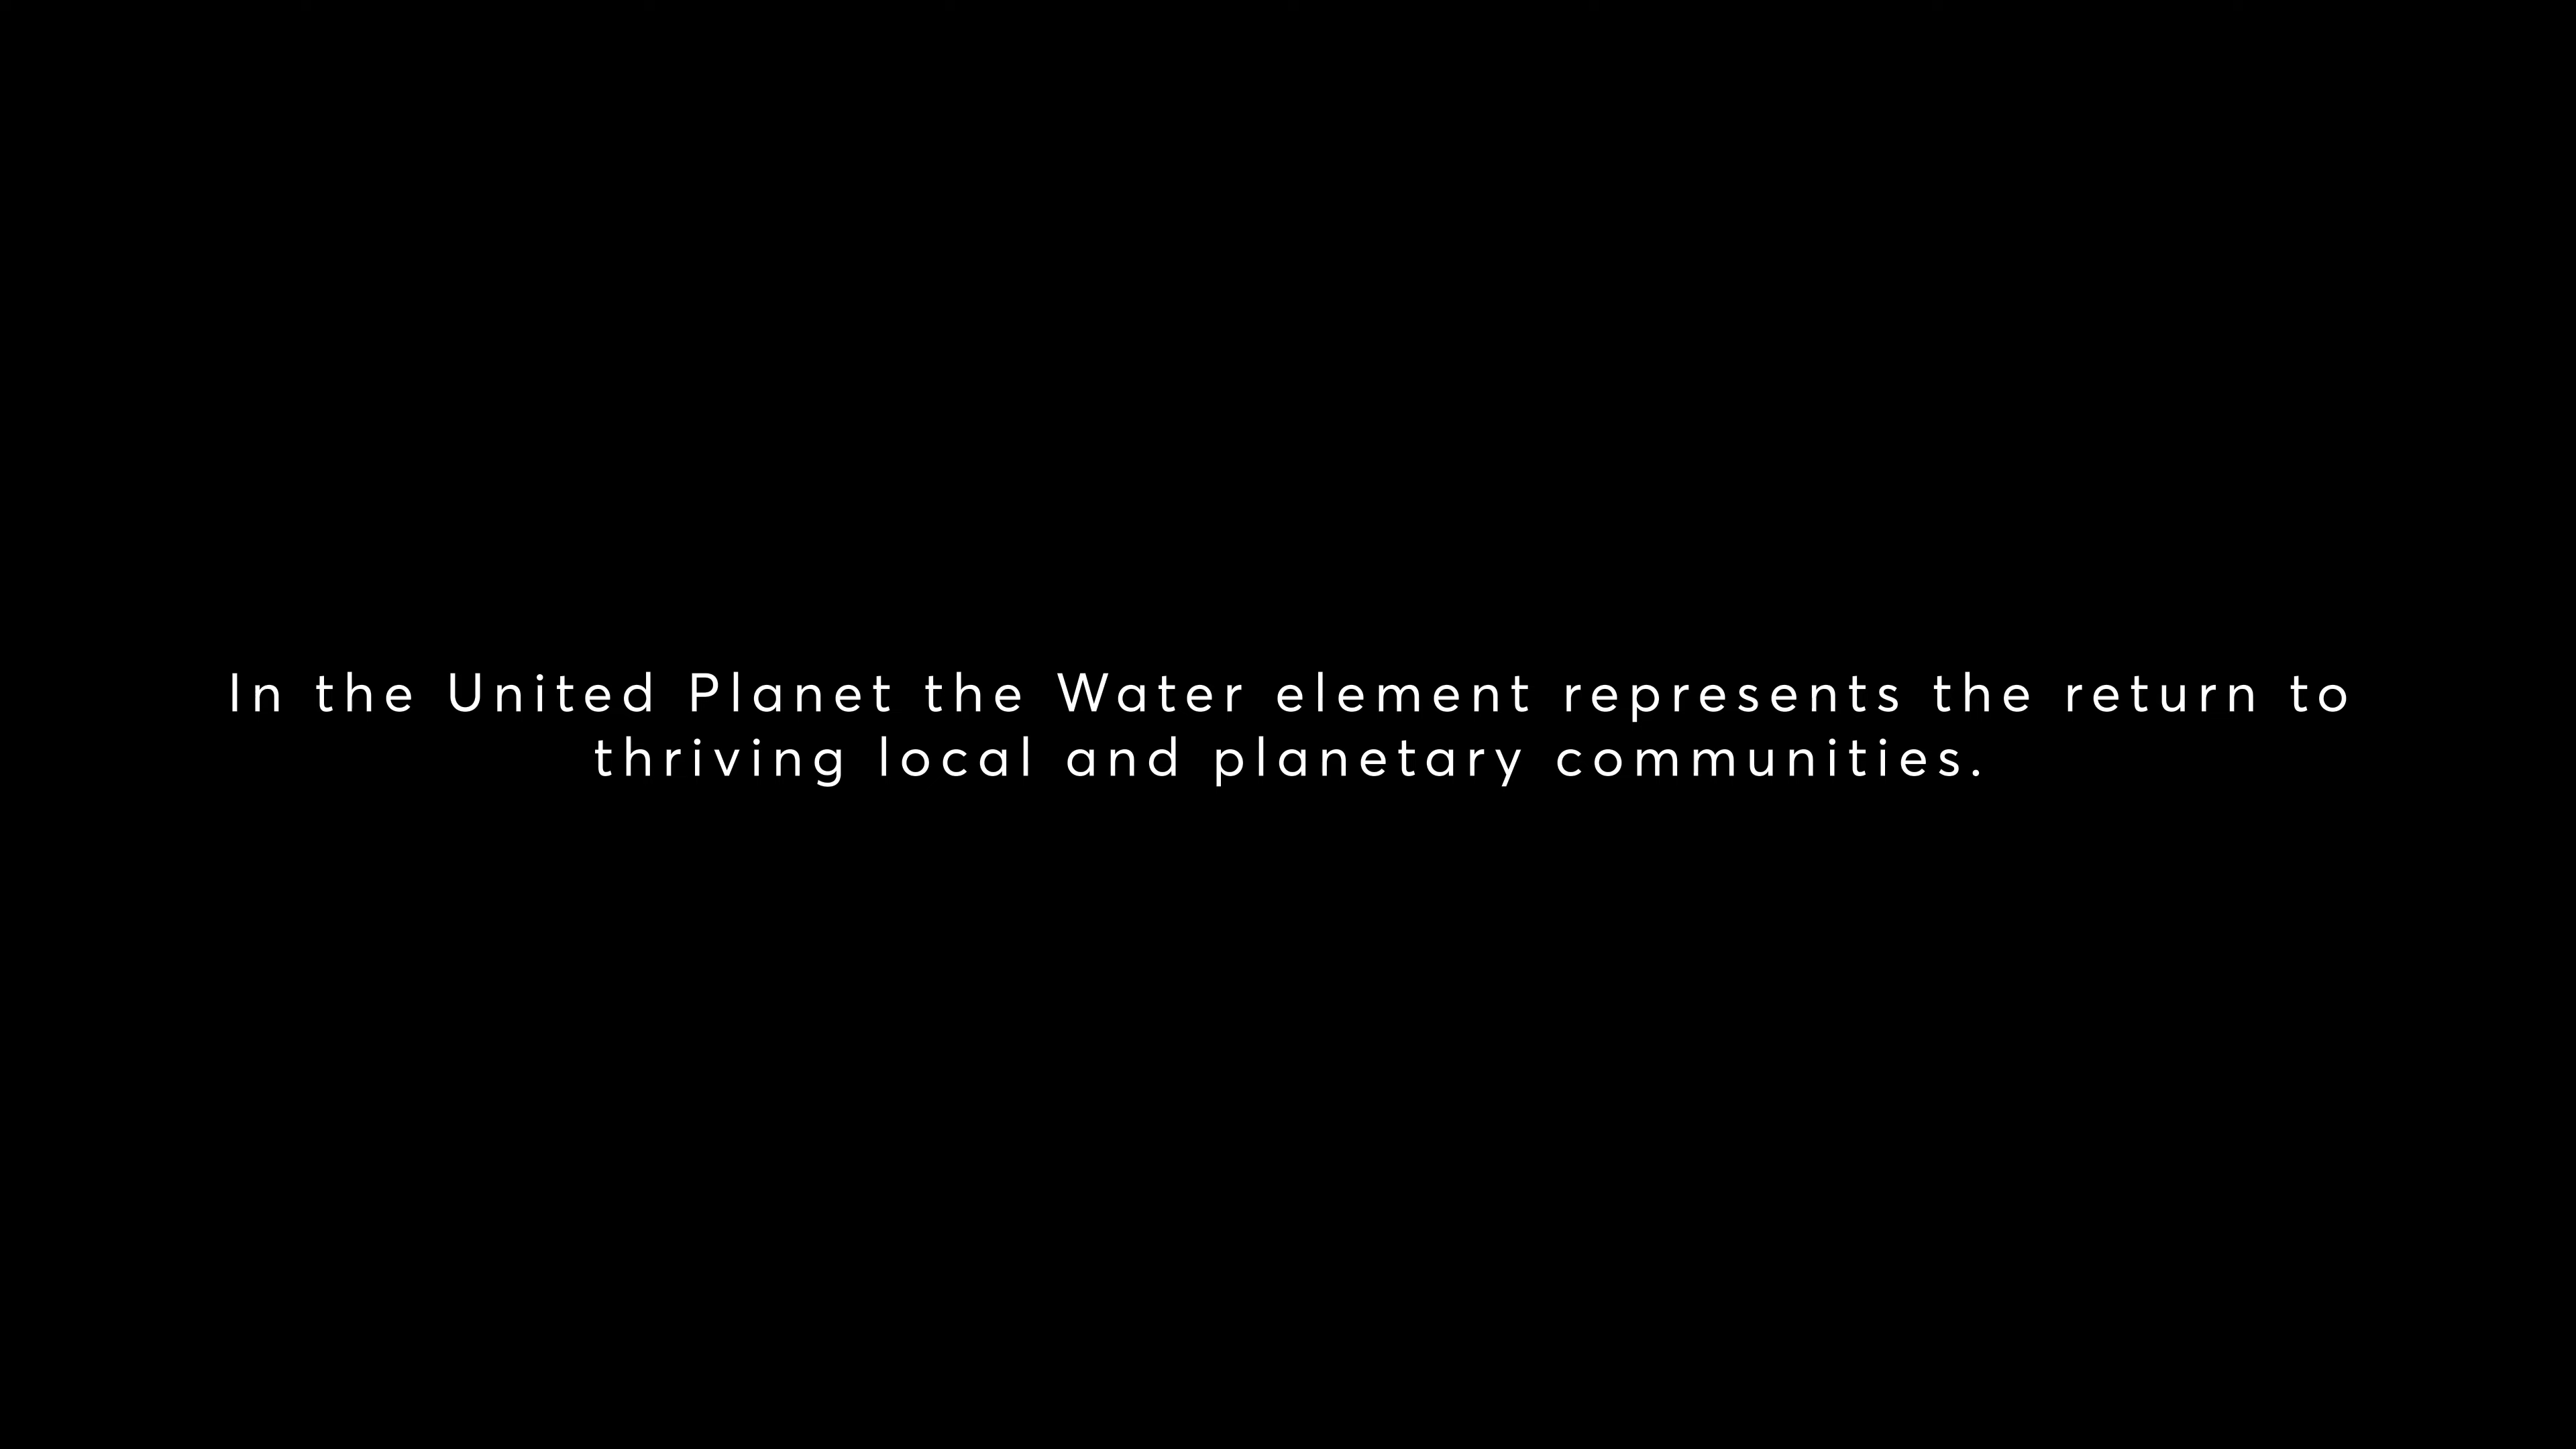 In the United Planet the Water element represents the return to
thriving local and planetary communities.